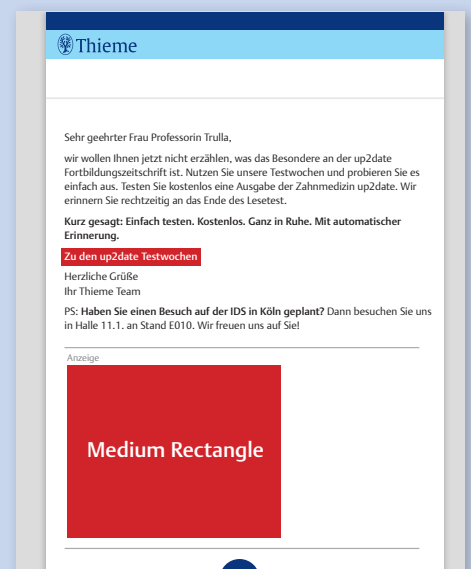 Thieme
Sehr geehrter Frau Professorin Trulla,
wir wollen Ihnen jetzt nicht erzählen, was das Besondere an der up2date
Fortbildungszeitschrift ist. Nutzen Sie unsere Testwochen und probieren Sie es
einfach aus. Testen Sie kostenlos eine Ausgabe der Zahnmedizin up2date. Wir
erinnern Sie rechtzeitig an das Ende des Lesetest.
Kurz gesagt: Einfach testen. Kostenlos. Ganz in Ruhe. Mit automatischer
Erinnerung.
Zu den up2date Testwochen
Herzliche Grüße
Ihr Thieme Team
PS: Haben Sie einen Besuch auf der IDS in Köln geplant? Dann besuchen Sie uns
in Halle 11.1. an Stand E010. Wir freuen uns auf Sie!
Anzeige
Medium Rectangle